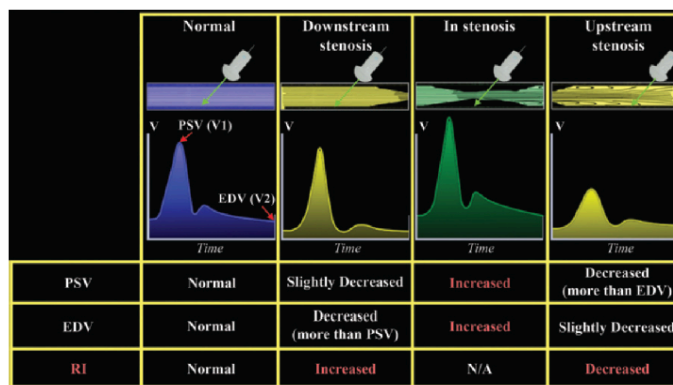 Normal
Downstream
stenosis
In stenosis
Upstream
stenosis
V
PSV (V1)
EDV (V2)
Time
V
Time
V
Time
V
Time
PSV
Normal
Slightly Decreased
Increased
Decreased
(more than EDV)
EDV
Normal
Decreased
(more than PSV)
Increased
Slightly Decreased
RI
Normal
Increased
N/A
Decreased